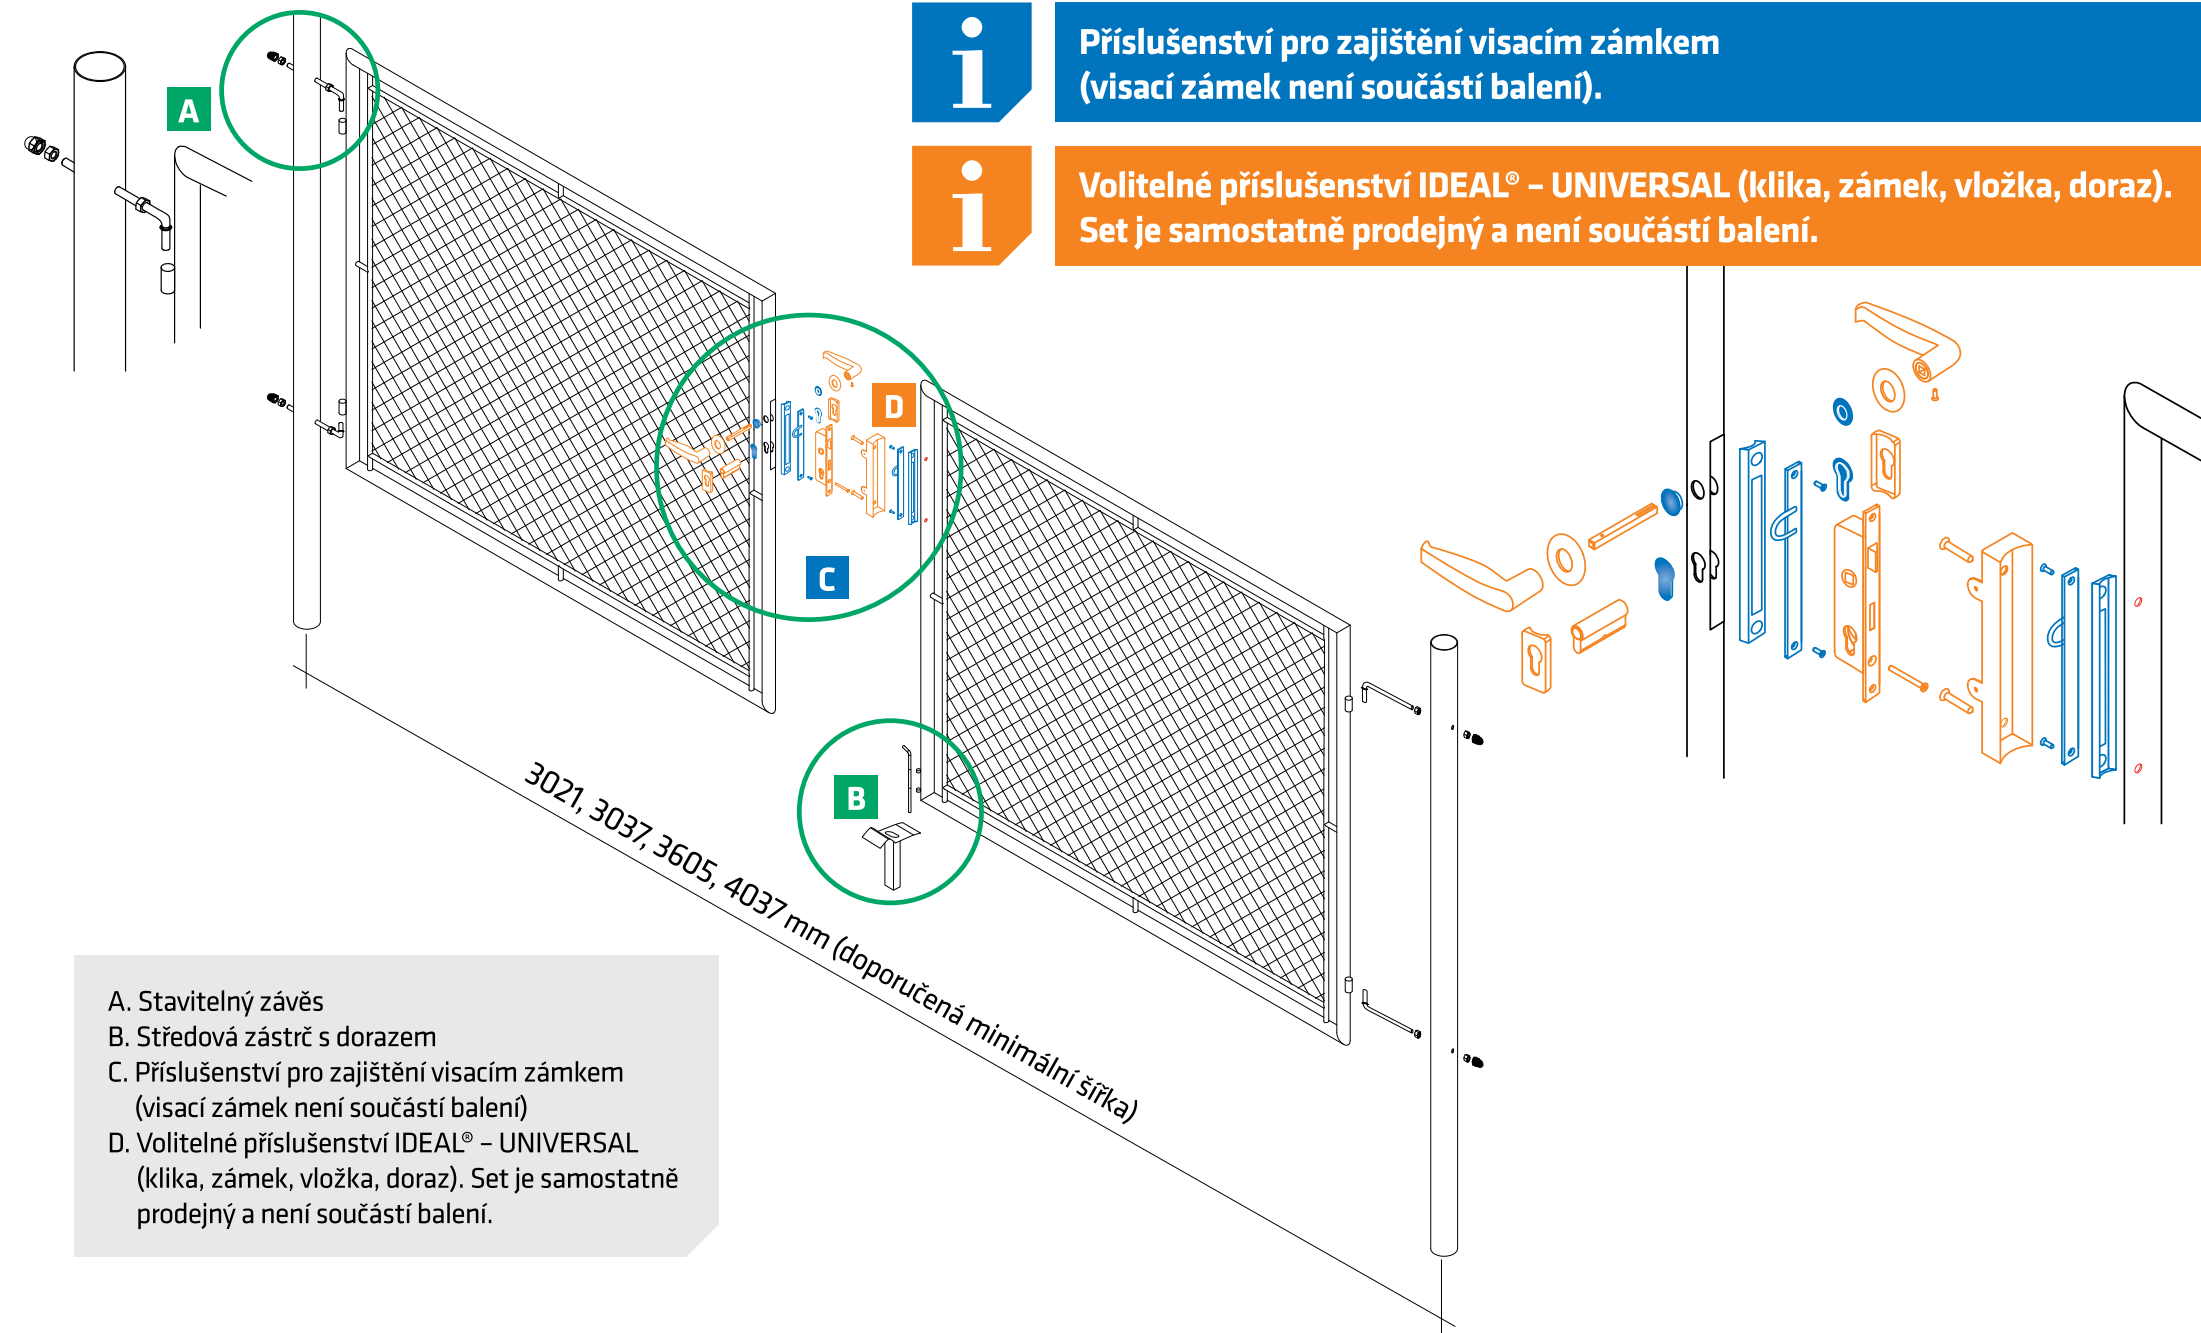 Příslušenství pro zajištění visacím zámkem
(visací zámek není součástí balení).
Volitelné příslušenství IDEAL® – UNIVERSAL (klika, zámek, vložka, doraz).
Set je samostatně prodejný a není součástí balení.
A
D
C
B
3021, 3037, 3605, 4037 mm (doporučená minimální šířka)
A. Stavitelný závěs
B. Středová zástrč s dorazem
C. Příslušenství pro zajištění visacím zámkem
(visací zámek není součástí balení)
D. Volitelné příslušenství IDEAL® – UNIVERSAL
(klika, zámek, vložka, doraz). Set je samostatně
prodejný a není součástí balení.